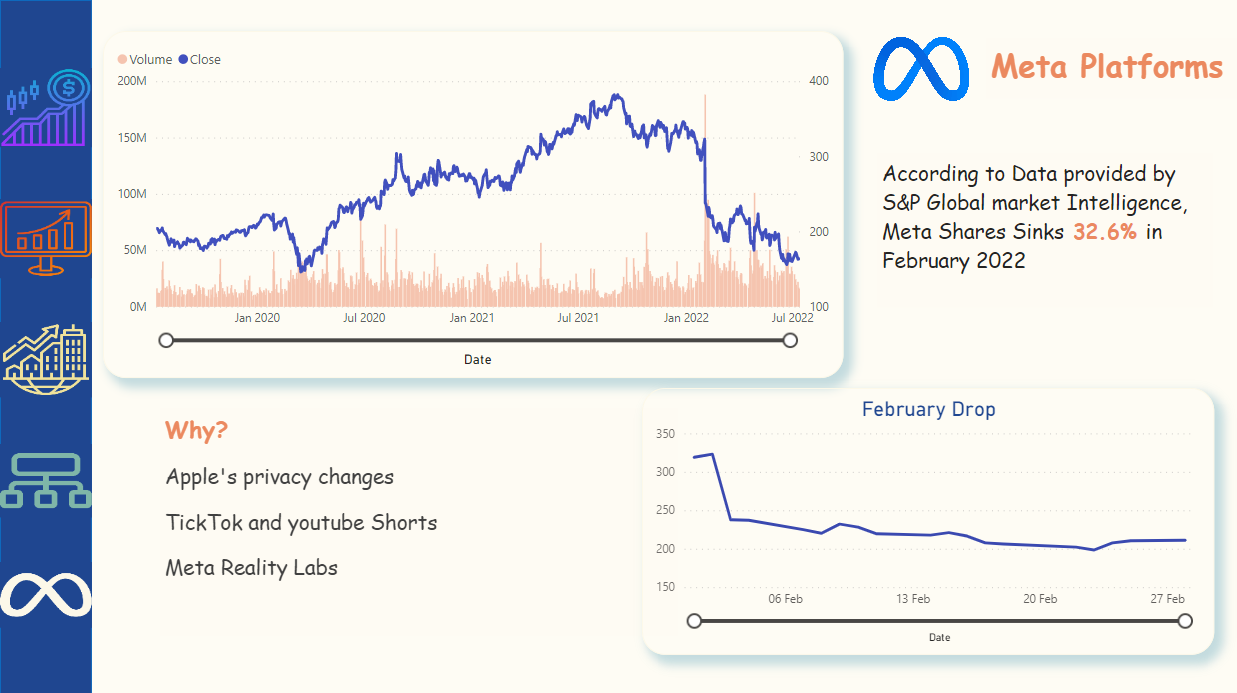 Volume Close
200M
150M
100M
50M
0M
400
300
200
100
Jan 2020 Jul 2020 Jan 2021 Jul 2021 Jan 2022 Jul 2022
Date
Meta Platforms
According to Data provided by
S&P Global market Intelligence,
Meta Shares Sinks 32.6% in
February 2022
Why?
Apple's privacy changes
TickTok and youtube Shorts
Meta Reality Labs
February Drop
350
300
250
200
150
06 Feb 13 Feb 20 Feb 27 Feb
Date